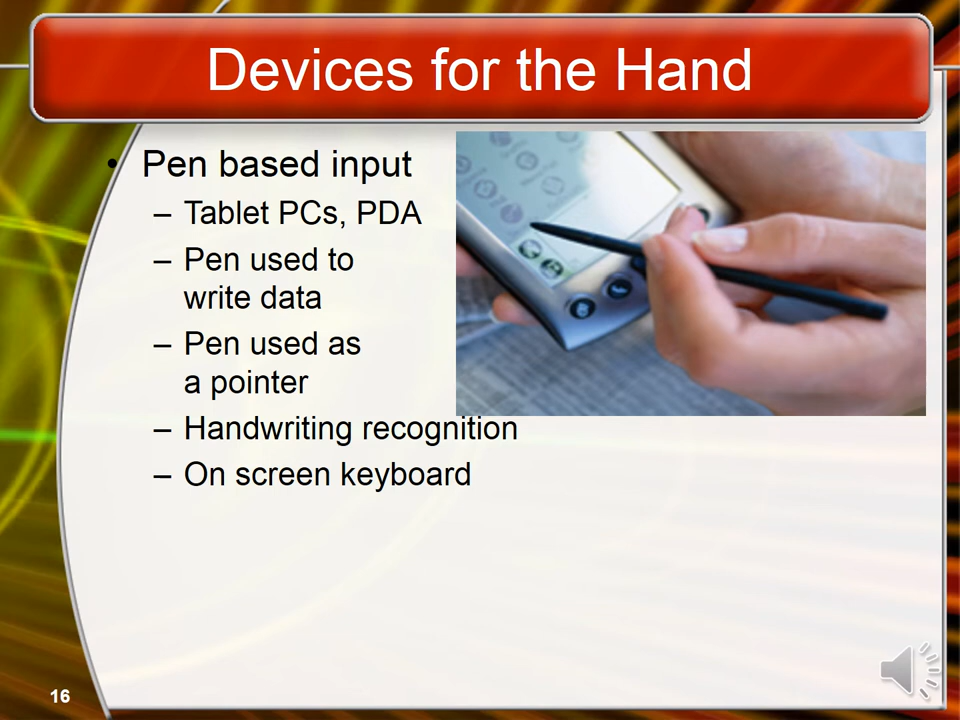 Devices for the Hand
• Pen based input
– Tablet PCs, PDA
– Pen used to
write data
– Pen used as
a pointer
– Handwriting recognition
– On screen keyboard
16